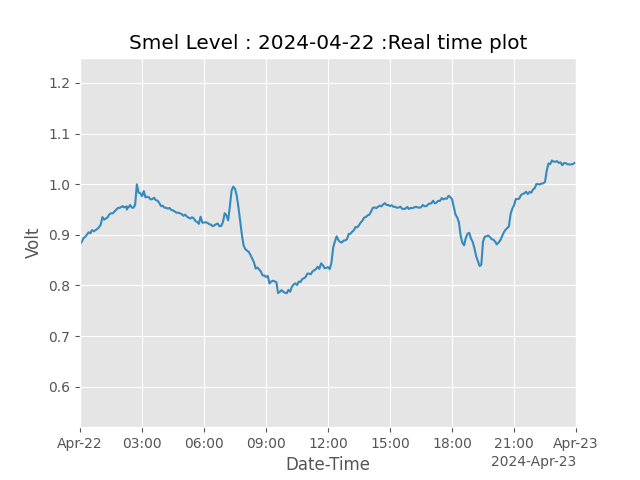 Smel Level : 2024-04-22 :Real time plot
1.2
1.1
1.0
0.9
0.8
0.7
0.6
Volt
Apr-22 03:00 06:00 09:00 12:00 15:00 18:00 21:00 Apr-23
2024-Apr-23
Date-Time